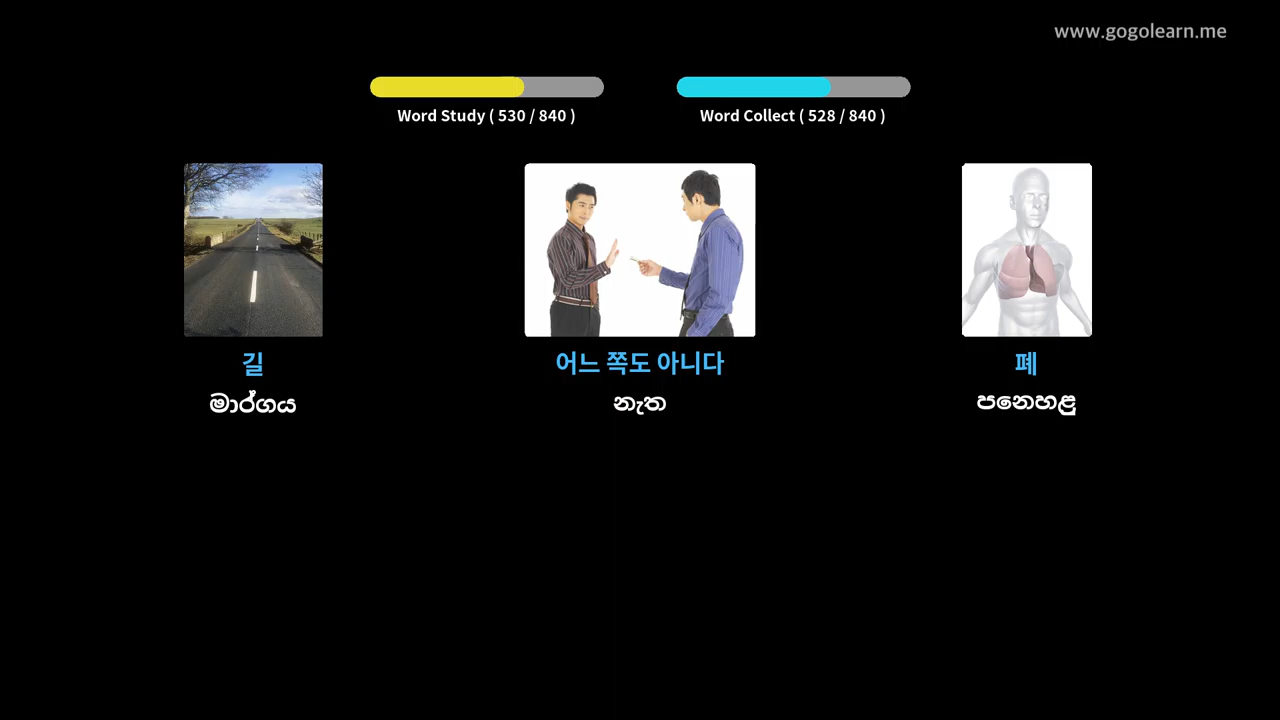 www.gogolearn.me
Word Study ( 530 / 840 )
Word Collect ( 528 / 840 )
길
어느 쪽도 아니다
폐
මාර්ගය
නැත
පෙනහළු